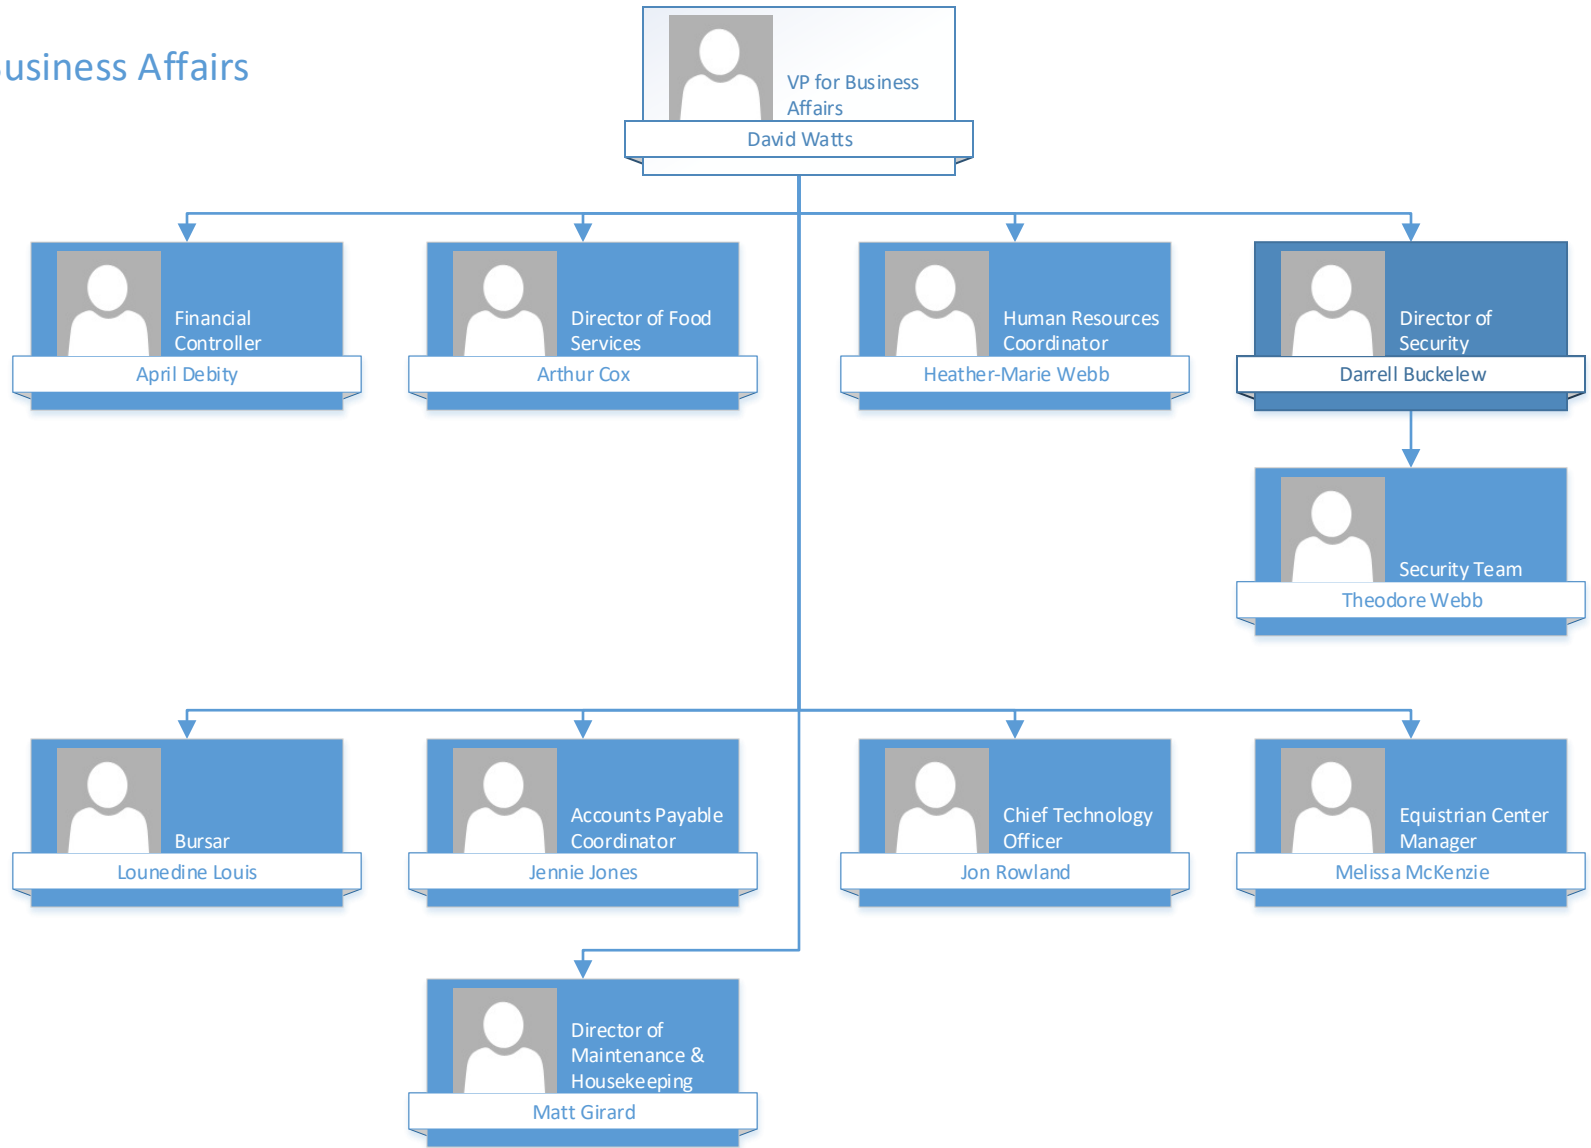 Business Affairs
VP for Business
Affairs
David Watts
Financial
Controller
April Debity
Director of Food
Services
Arthur Cox
Human Resources
Coordinator
Heather-Marie Webb
Director of
Security
Darrell Buckelew
Security Team
Theodore Webb
Bursar
Lounedine Louis
Accounts Payable
Coordinator
Jennie Jones
Chief Technology
Officer
Jon Rowland
Equistrian Center
Manager
Melissa McKenzie
Director of
Maintenance &
Housekeeping
Matt Girard